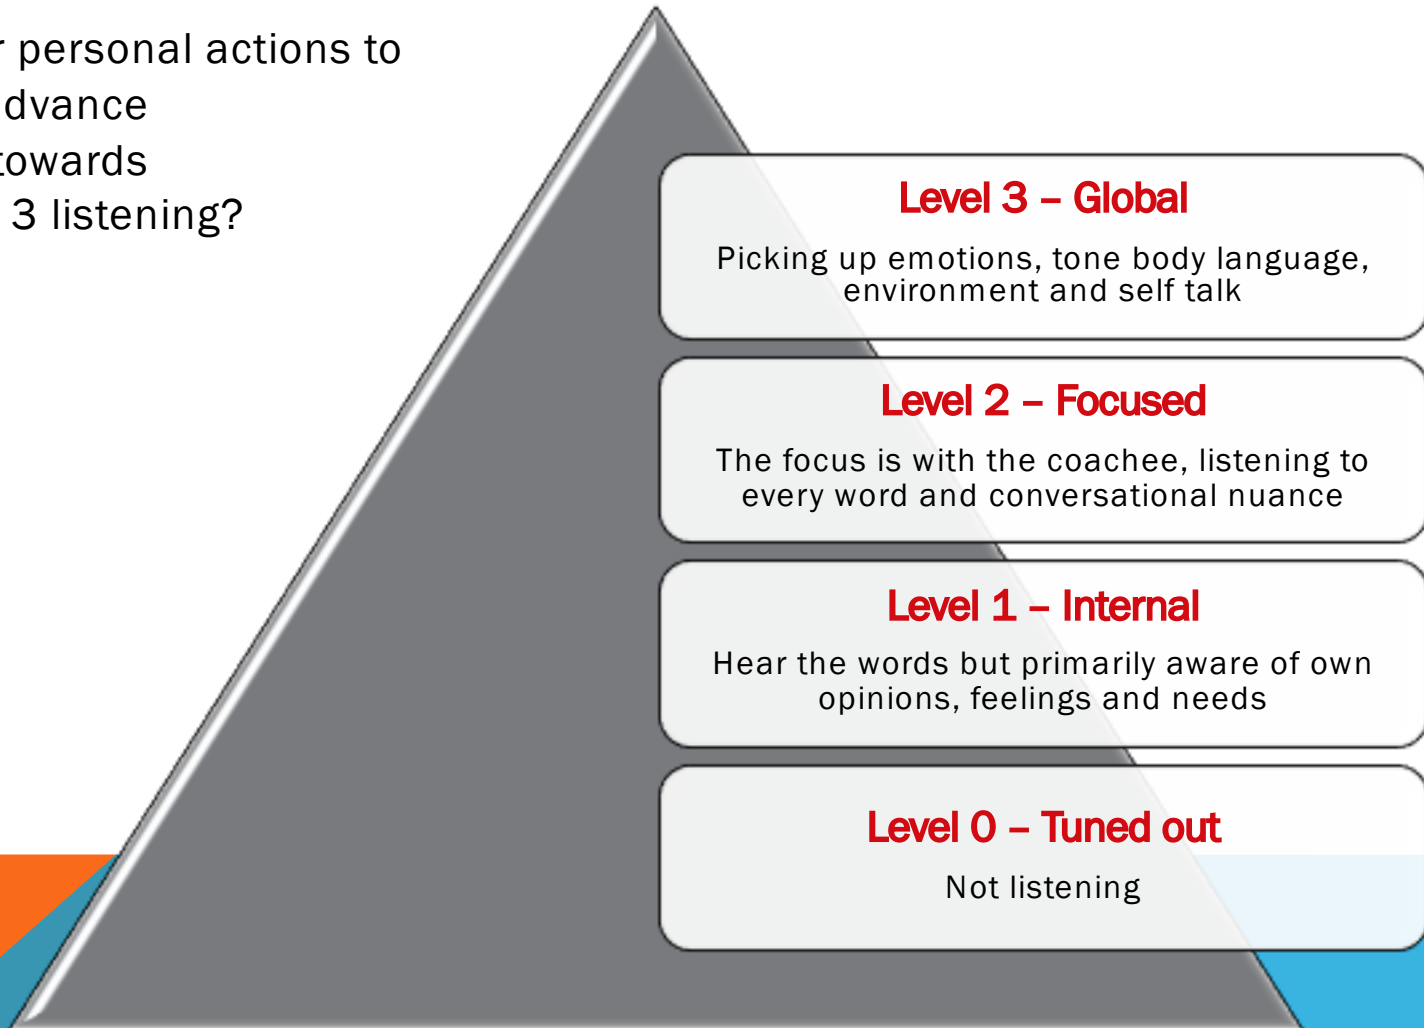 r personal actions to
dvance
towards
3 listening?
Level 3 – Global
Picking up emotions, tone body language,
environment and self talk
Level 2 – Focused
The focus is with the coachee, listening to
every word and conversational nuance
Level 1 – Internal
Hear the words but primarily aware of own
opinions, feelings and needs
Level 0 – Tuned out
Not listening